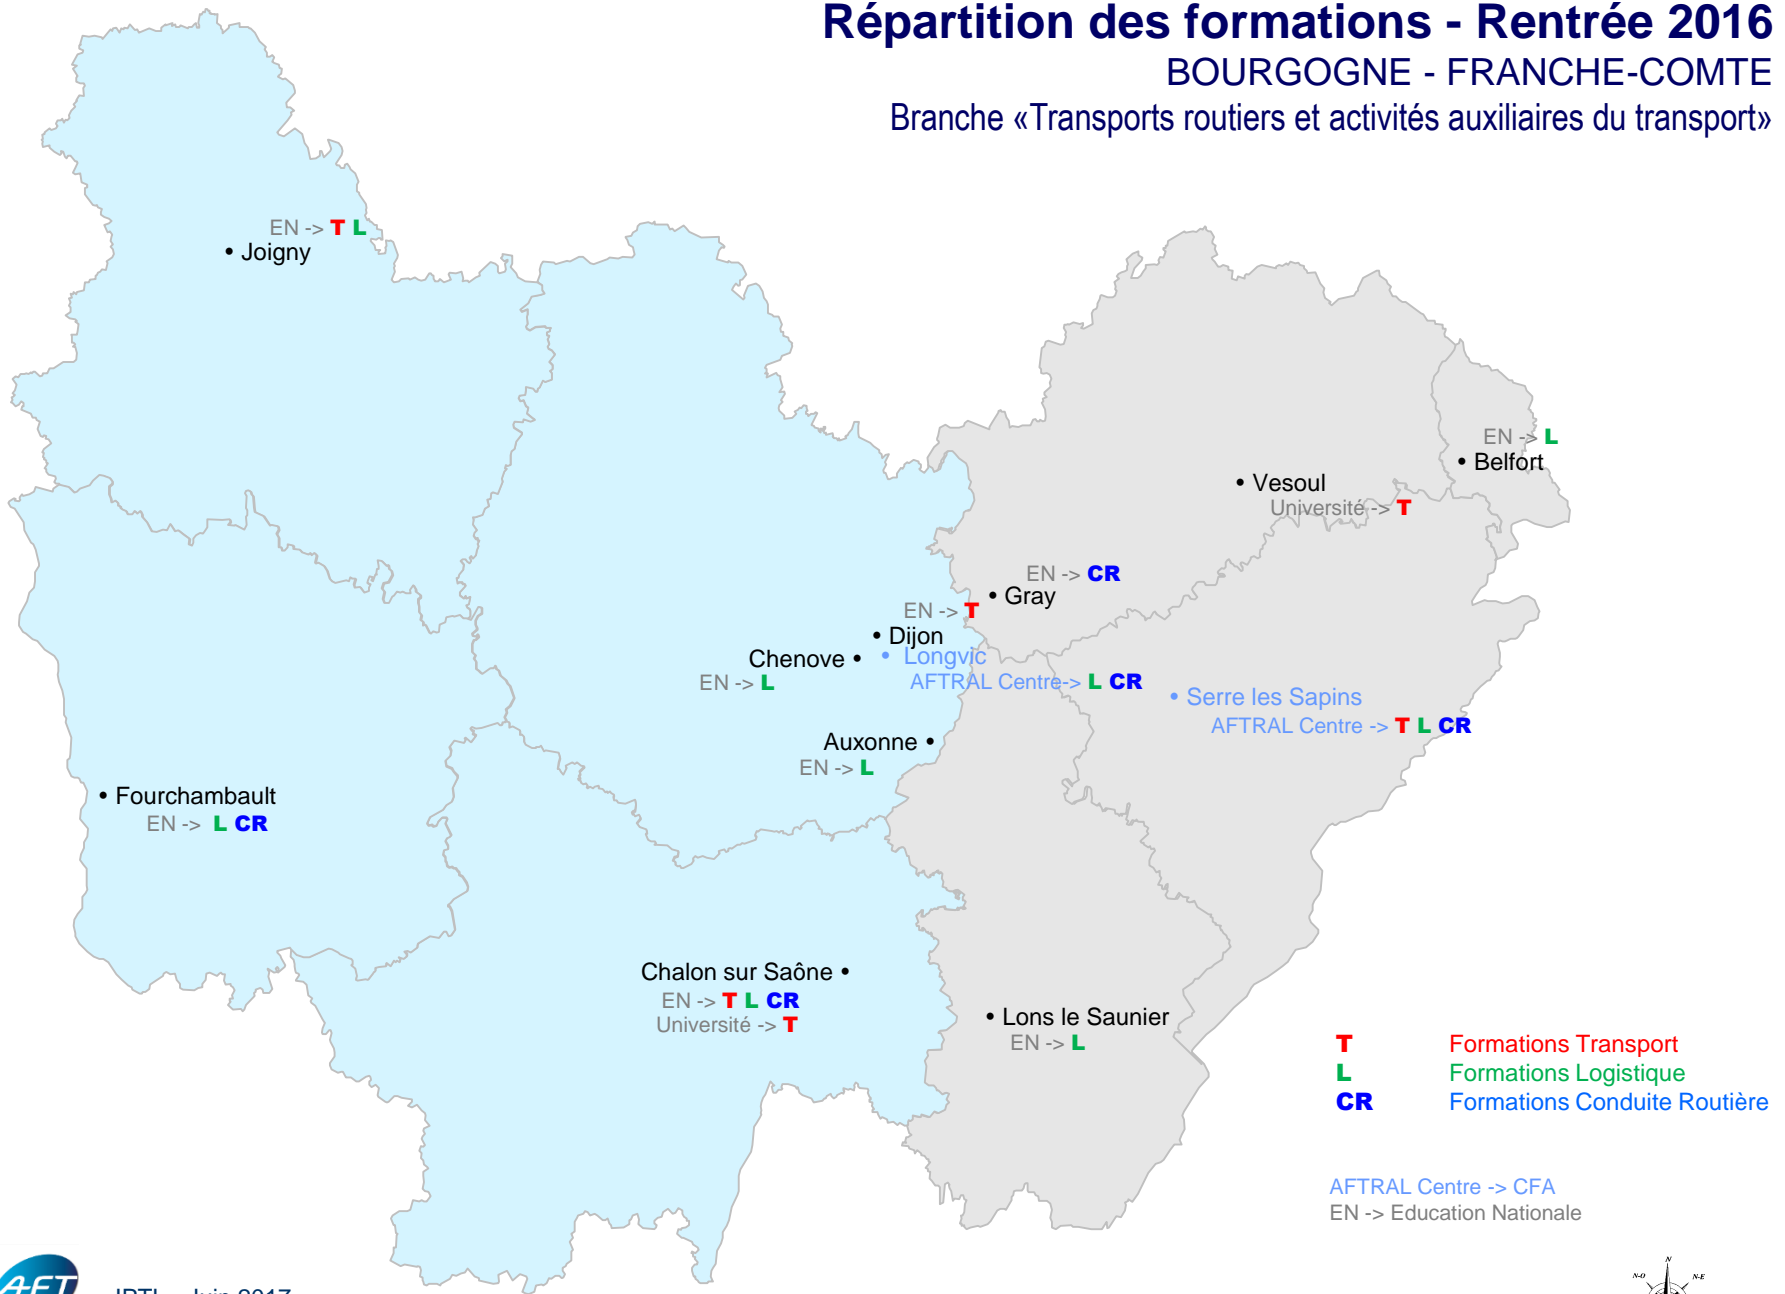 Répartition des formations - Rentrée 2016
BOURGOGNE - FRANCHE-COMTE
Branche «Transports routiers et activités auxiliaires du transport»
EN -> T L
• Joigny
EN -> L
• Belfort
• Vesoul
Université -> T
EN -> CR
• Gray
EN -> T
• Dijon
Chenove •
• Longvic
EN -> L
AFTRAL Centre-> L CR
• Serre les Sapins
AFTRAL Centre -> T L CR
Auxonne •
EN -> L
• Fourchambault
EN -> L CR
Chalon sur Saône •
EN -> T L CR
Université -> T
• Lons le Saunier
EN -> L
T Formations Transport
L Formations Logistique
CR Formations Conduite Routière
AFTRAL Centre -> CFA
EN -> Education Nationale
N
N-O N-E
AFT